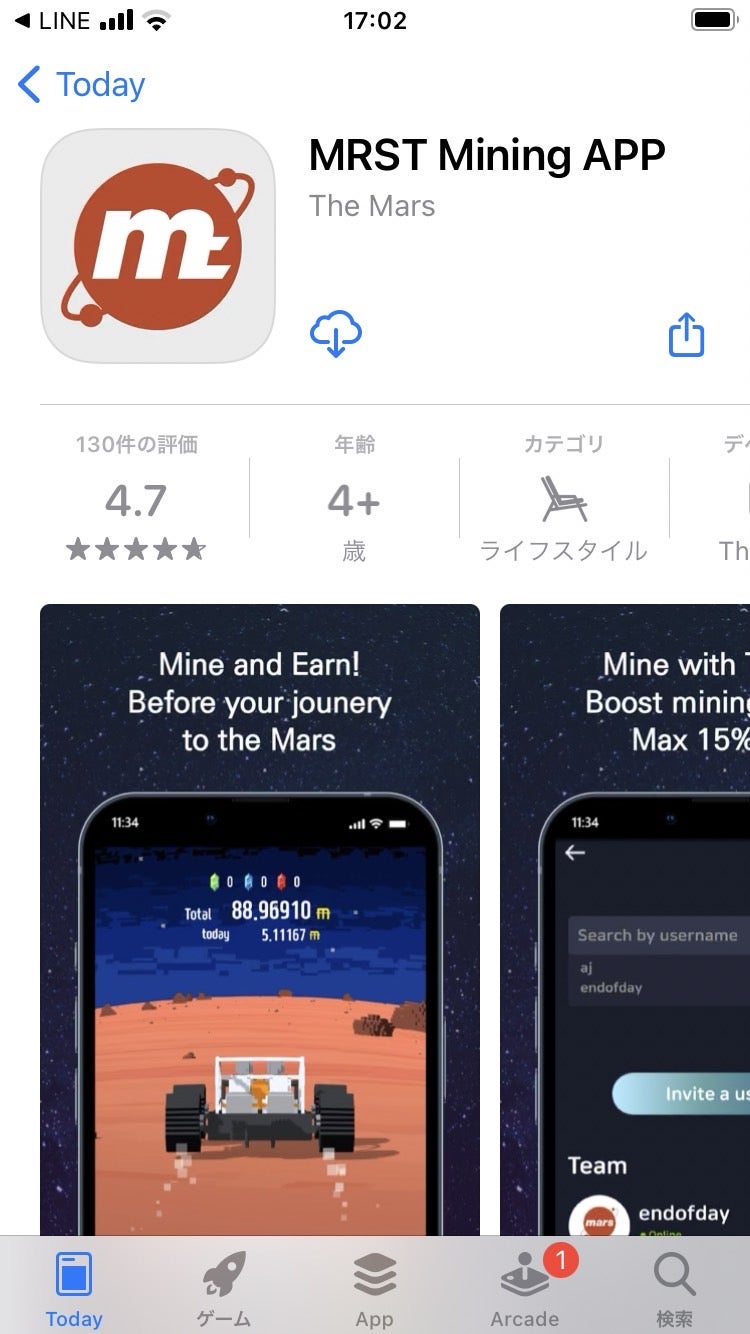 LINE 17:02
Today
MRST Mining APP
The Mars
mt
130件の評価
4.7
年齢
4+
歳
カテゴリ
ライフスタイル
デベ
Th
Mine and Earn!
Before your jounery
to the Mars
11:34
0 0 0
Total 88.96910 m
today 5.11167 m
Mine with
Boost mining
Max 15%
11:34
Search by username
aj
endofday
Invite a us
Team
mars
endofday
Online
Today
ゲーム
App
1
Arcade
検索